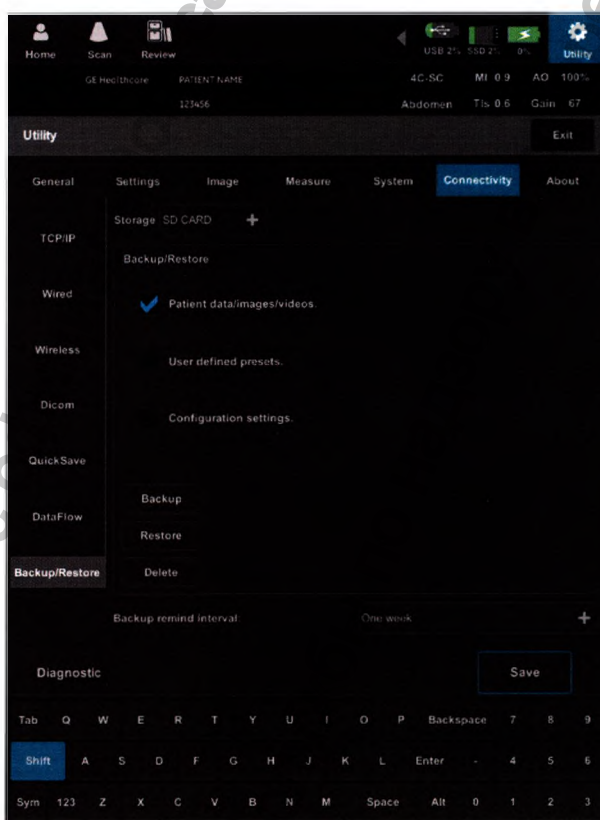 Home Scan Review USB 2% SSD 2% 0% Utility
GE Healthcare PATIENT NAME 4C-SC MI 0.9 AO 100%
123456 Abdomen TIs 0.6 Gain 67
Utility Exit
General Settings Image Measure System Connectivity About
Storage SD CARD +
TCP/IP
Backup/Restore
Wired
Patient data/images/videos.
Wireless
User defined presets.
Dicom
Configuration settings.
QuickSave
Backup
DataFlow
Restore
Backup/Restore Delete
Backup remind interval: One week +
Diagnostic Save
Tab Q W E R T Y U I O P Backspace 7 8 9
Shift A S D F G H J K L Enter - 4 5 6
Sym 123 Z X C V B N M Space Alt 0 1 2 3